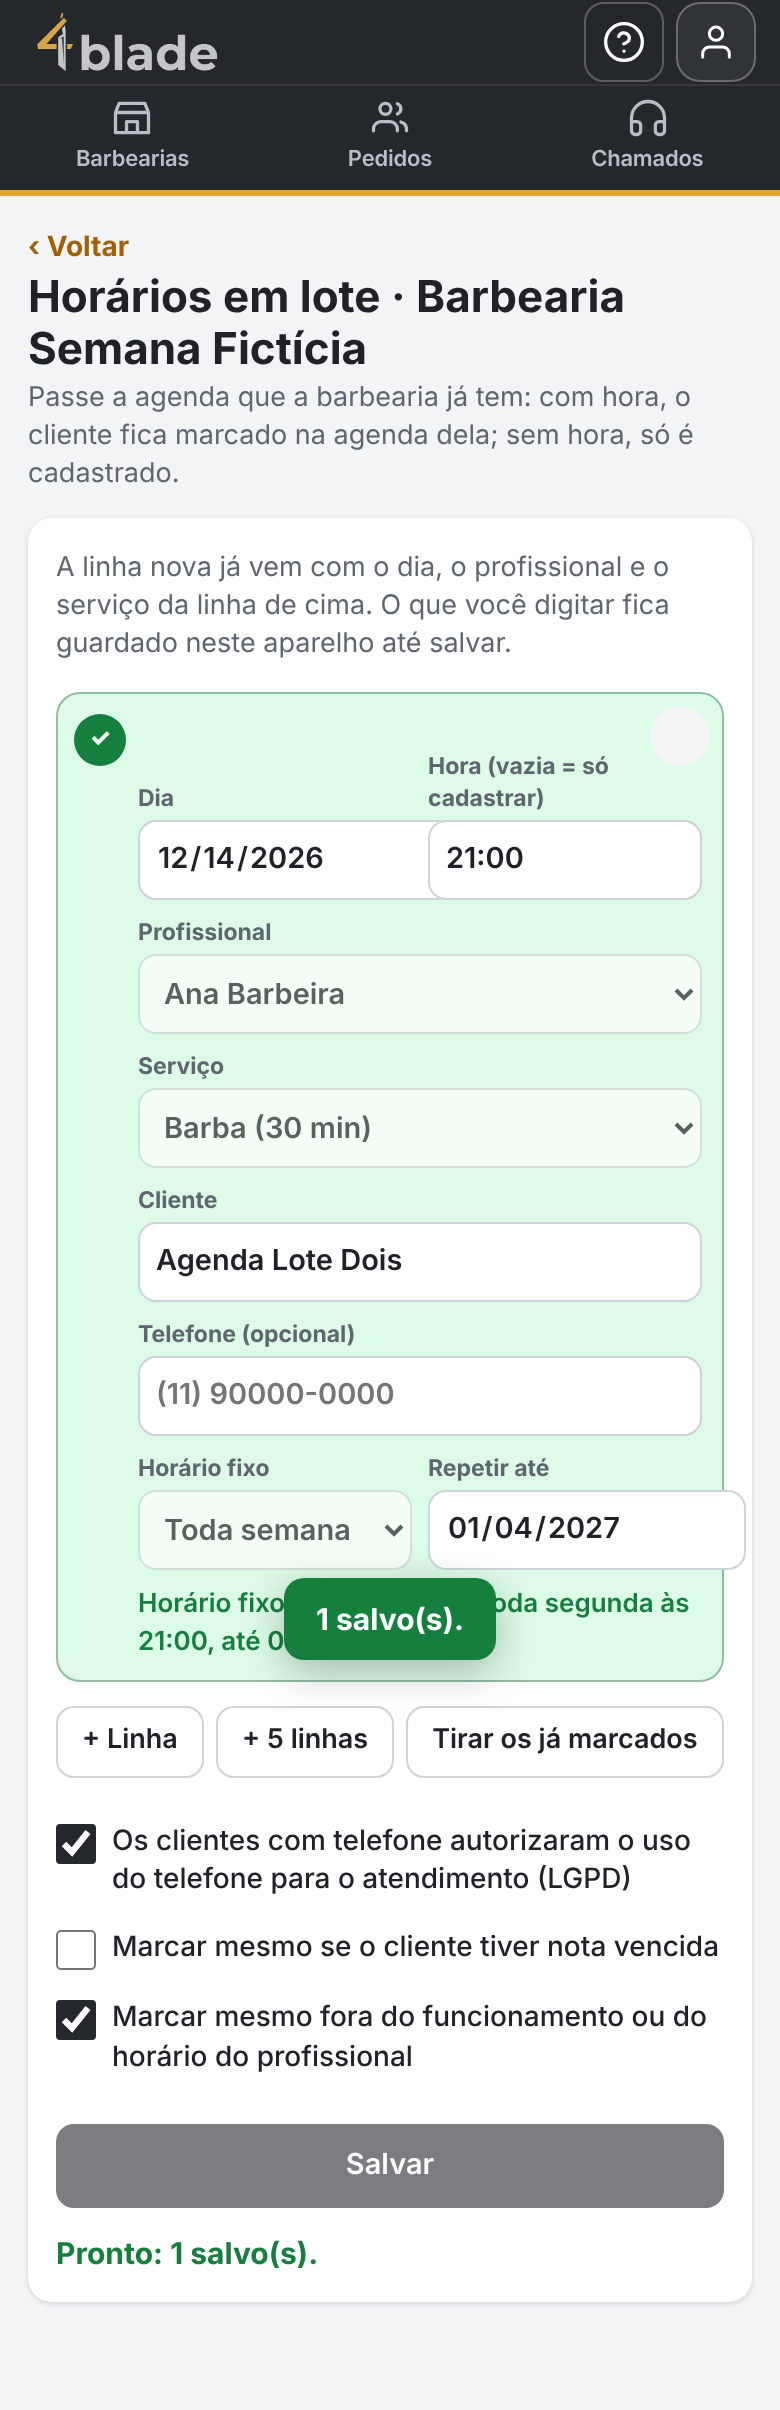 4blade
Barbearias
Pedidos
Chamados
‹ Voltar
Horários em lote · Barbearia
Semana Fictícia
Passe a agenda que a barbearia já tem: com hora, o
cliente fica marcado na agenda dela; sem hora, só é
cadastrado.
A linha nova já vem com o dia, o profissional e o
serviço da linha de cima. O que você digitar fica
guardado neste aparelho até salvar.
Dia
Hora (vazia = só
cadastrar)
12/14/2026
21:00
Profissional
Ana Barbeira
Serviço
Barba (30 min)
Cliente
Agenda Lote Dois
Telefone (opcional)
(11) 90000-0000
Horário fixo
Repetir até
Toda semana
01/04/2027
Horário fixo segunda às
21:00, até
1 salvo(s).
+ Linha
+ 5 linhas
Tirar os já marcados
Os clientes com telefone autorizaram o uso
do telefone para o atendimento (LGPD)
Marcar mesmo se o cliente tiver nota vencida
Marcar mesmo fora do funcionamento ou do
horário do profissional
Salvar
Pronto: 1 salvo(s).